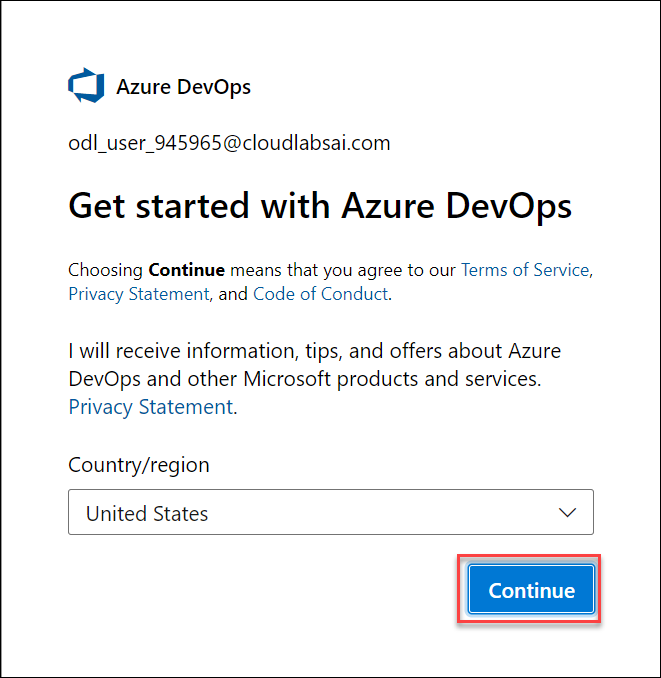 Azure DevOps
odl_user_945965@cloudlabsai.com
Get started with Azure DevOps
Choosing Continue means that you agree to our Terms of Service,
Privacy Statement, and Code of Conduct.
I will receive information, tips, and offers about Azure
DevOps and other Microsoft products and services.
Privacy Statement.
Country/region
United States
Continue